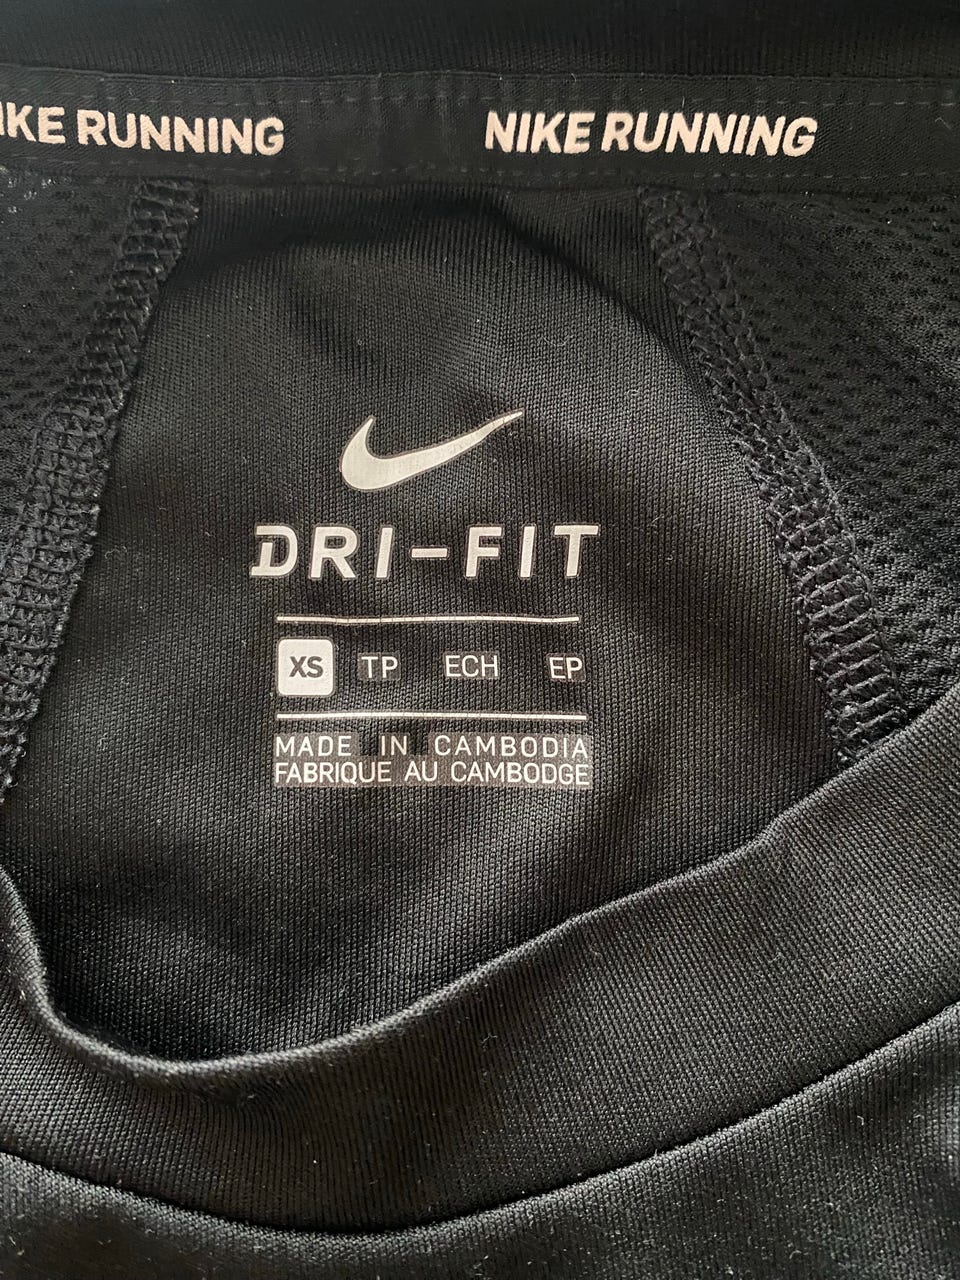 IKE RUNNING NIKE RUNNING
DRI-FIT
XS TP ECH EP
MADE IN CAMBODIA
FABRIQUE AU CAMBODGE